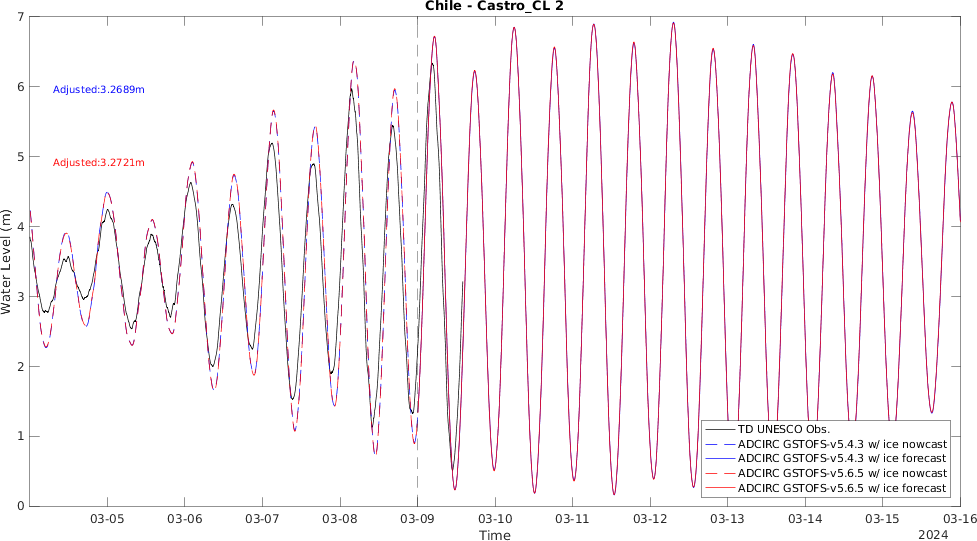 Chile - Castro_CL 2
7
6
5
4
3
2
1
0
Water Level (m)
Adjusted:3.2689m
Adjusted:3.2721m
TD UNESCO Obs.
ADCIRC GSTOFS-v5.4.3 w/ ice nowcast
ADCIRC GSTOFS-v5.4.3 w/ ice forecast
ADCIRC GSTOFS-v5.6.5 w/ ice nowcast
ADCIRC GSTOFS-v5.6.5 w/ ice forecast
03-05 03-06 03-07 03-08 03-09 03-10 03-11 03-12 03-13 03-14 03-15 03-16
Time
2024